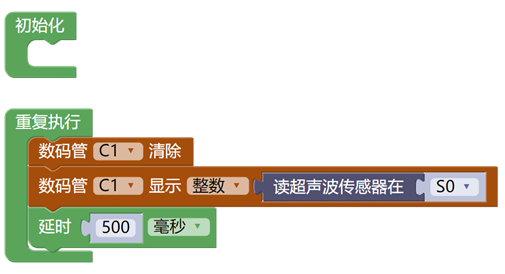 初始化
重复执行
数码管 C1 清除
数码管 C1 显示 整数 读超声波传感器在 S0
延时 500 毫秒